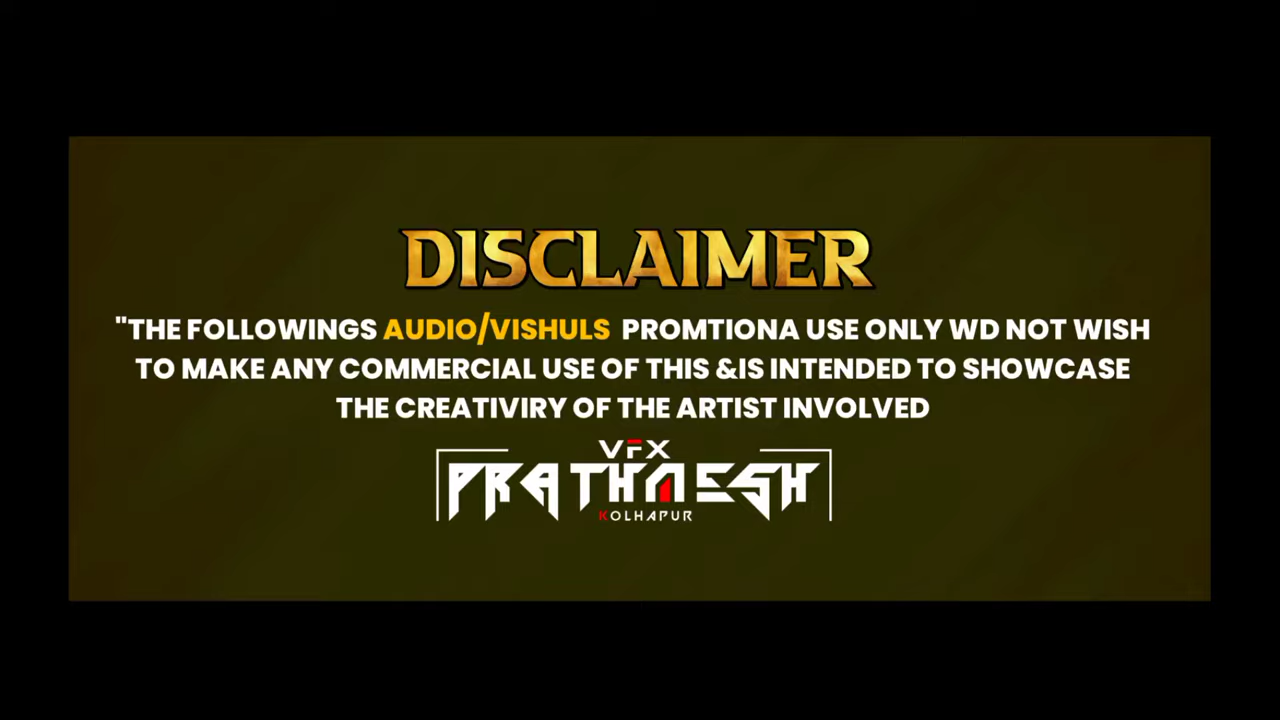 DISCLAIMER
"THE FOLLOWINGS AUDIO/VISHULS PROMTIONA USE ONLY WD NOT WISH
TO MAKE ANY COMMERCIAL USE OF THIS &IS INTENDED TO SHOWCASE
THE CREATIVIRY OF THE ARTIST INVOLVED
VFX
PRATHMESH
KOLHAPUR